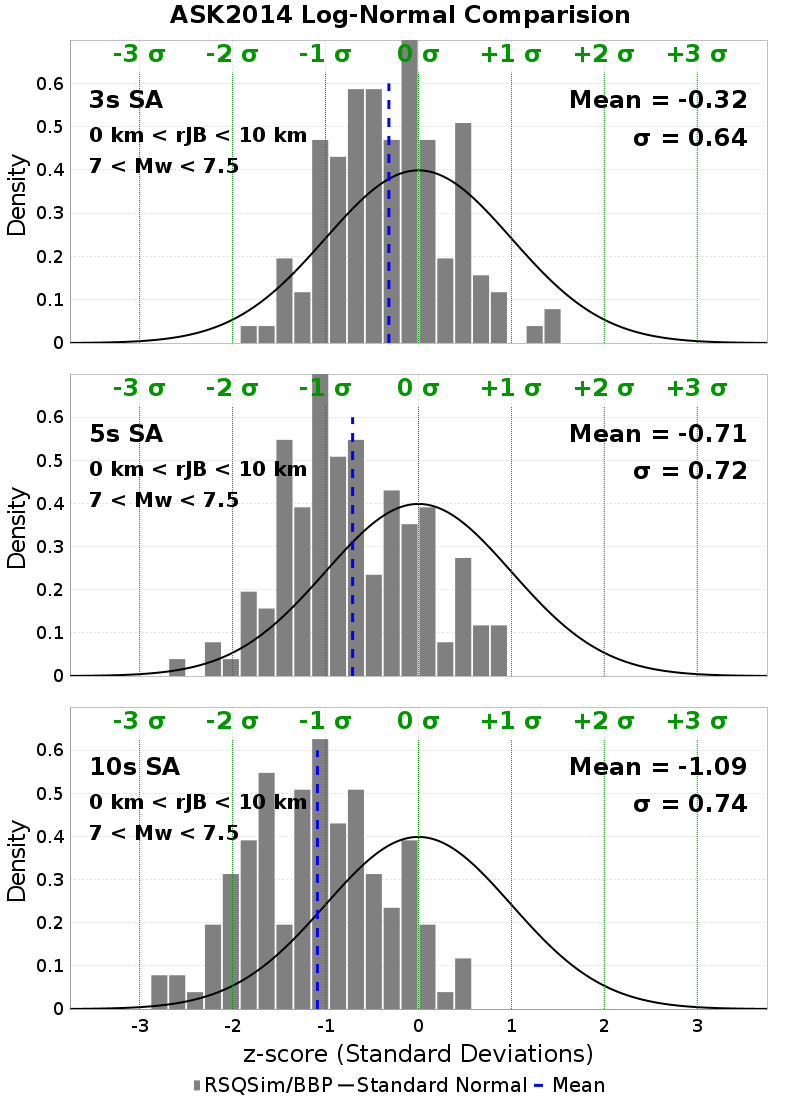 ASK2014 Log-Normal Comparision
-3 σ -2 σ -1 σ 0 σ +1 σ +2 σ +3 σ
3s SA Mean = -0.32
0 km < rJB < 10 km σ = 0.64
7 < Mw < 7.5
0.6
0.5
0.4
0.3
0.2
0.1
0
Density
-3 σ -2 σ -1 σ 0 σ +1 σ +2 σ +3 σ
5s SA Mean = -0.71
0 km < rJB < 10 km σ = 0.72
7 < Mw < 7.5
0.6
0.5
0.4
0.3
0.2
0.1
0
Density
-3 σ -2 σ -1 σ 0 σ +1 σ +2 σ +3 σ
10s SA Mean = -1.09
0 km < rJB < 10 km σ = 0.74
7 < Mw < 7.5
0.6
0.5
0.4
0.3
0.2
0.1
0
Density
-3 -2 -1 0 1 2 3
z-score (Standard Deviations)
RSQSim/BBP Standard Normal Mean